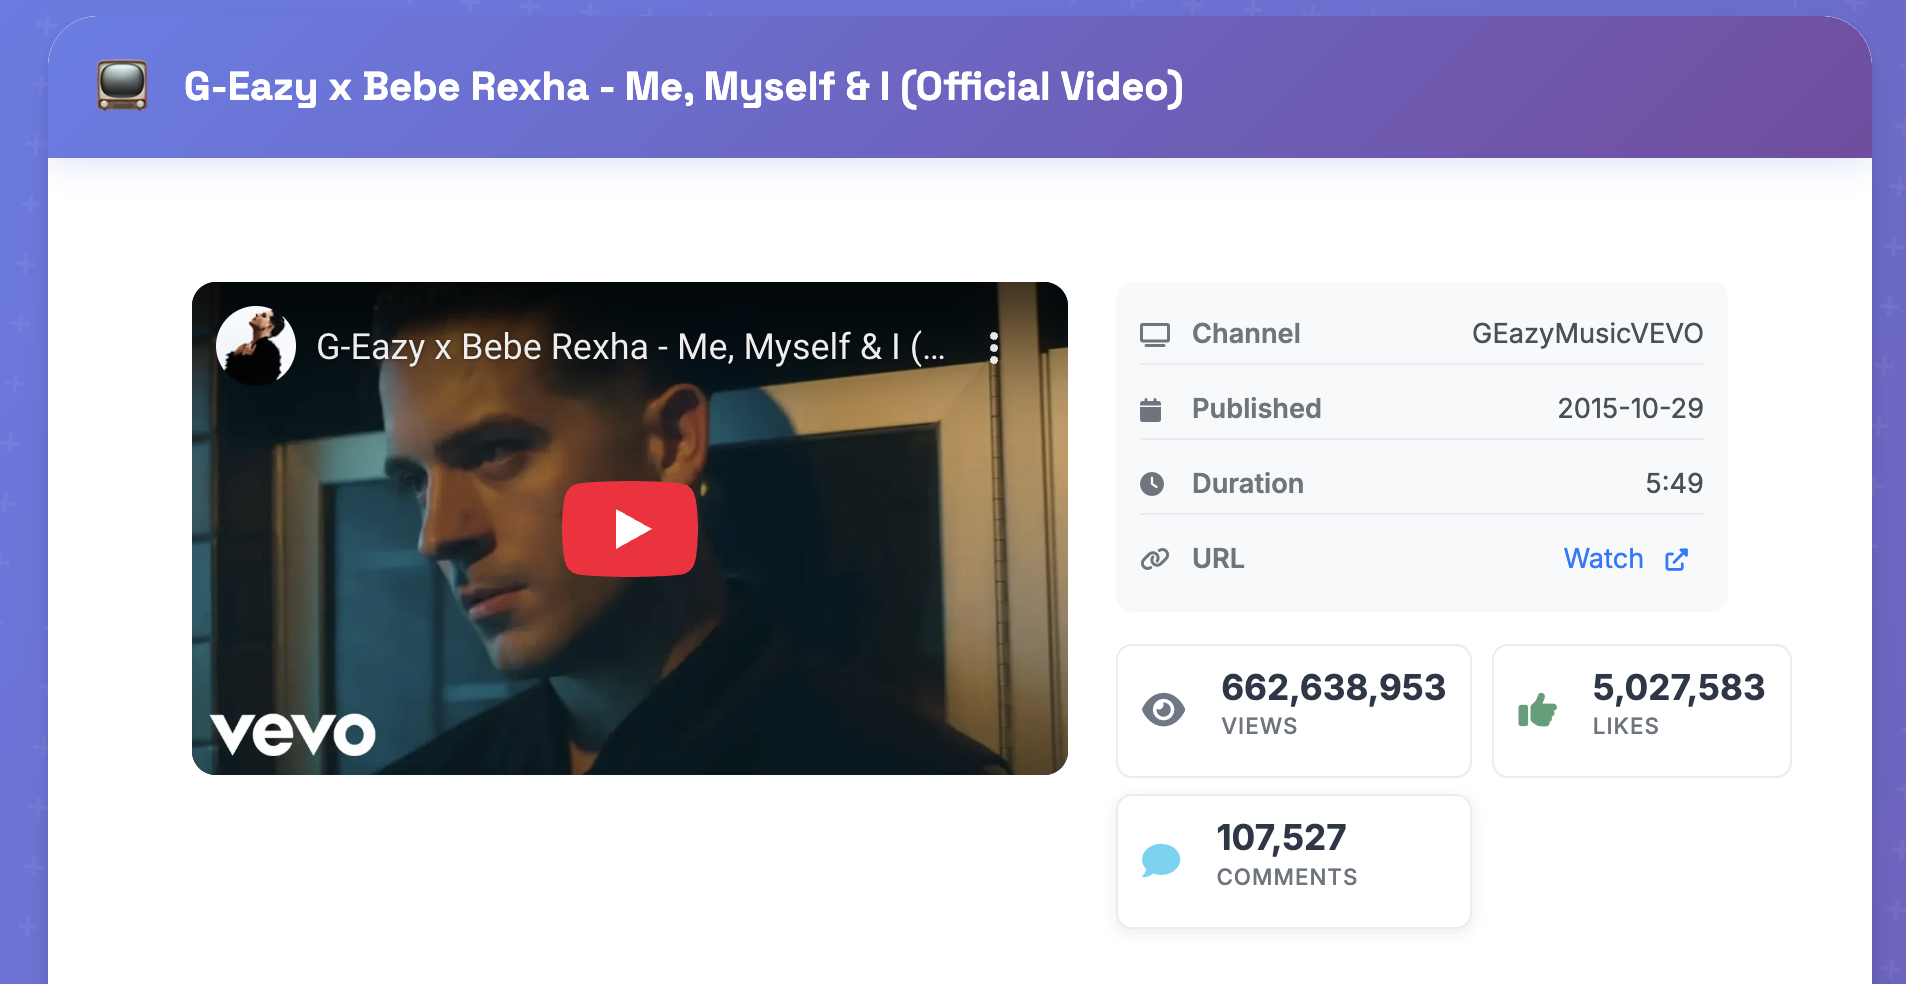 G-Eazy x Bebe Rexha - Me, Myself & I (Official Video)
G-Eazy x Bebe Rexha - Me, Myself & I (...
vevo
Channel GEazyMusicVEVO
Published 2015-10-29
Duration 5:49
URL Watch
662,638,953
VIEWS
5,027,583
LIKES
107,527
COMMENTS